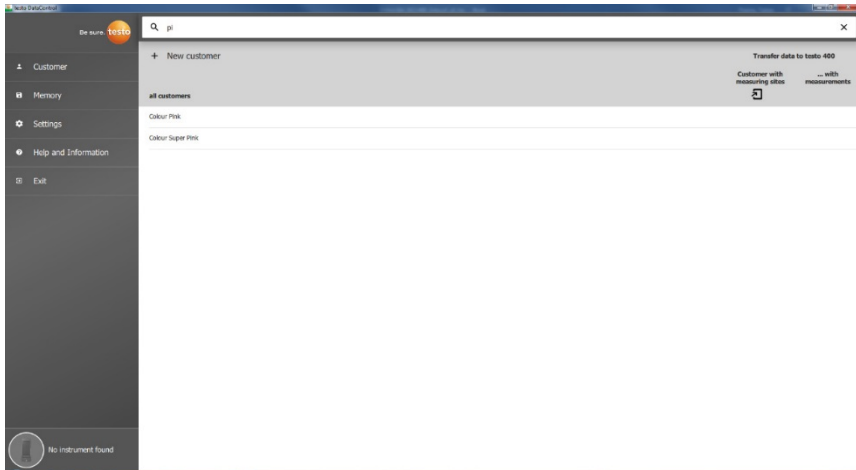 testo DataControl
Be sure. testo
pi
Customer
Memory
Settings
Help and Information
Exit
+ New customer
Transfer data to testo 400
Customer with
measuring sites
... with
measurements
all customers
Colour Pink
Colour Super Pink
No instrument found